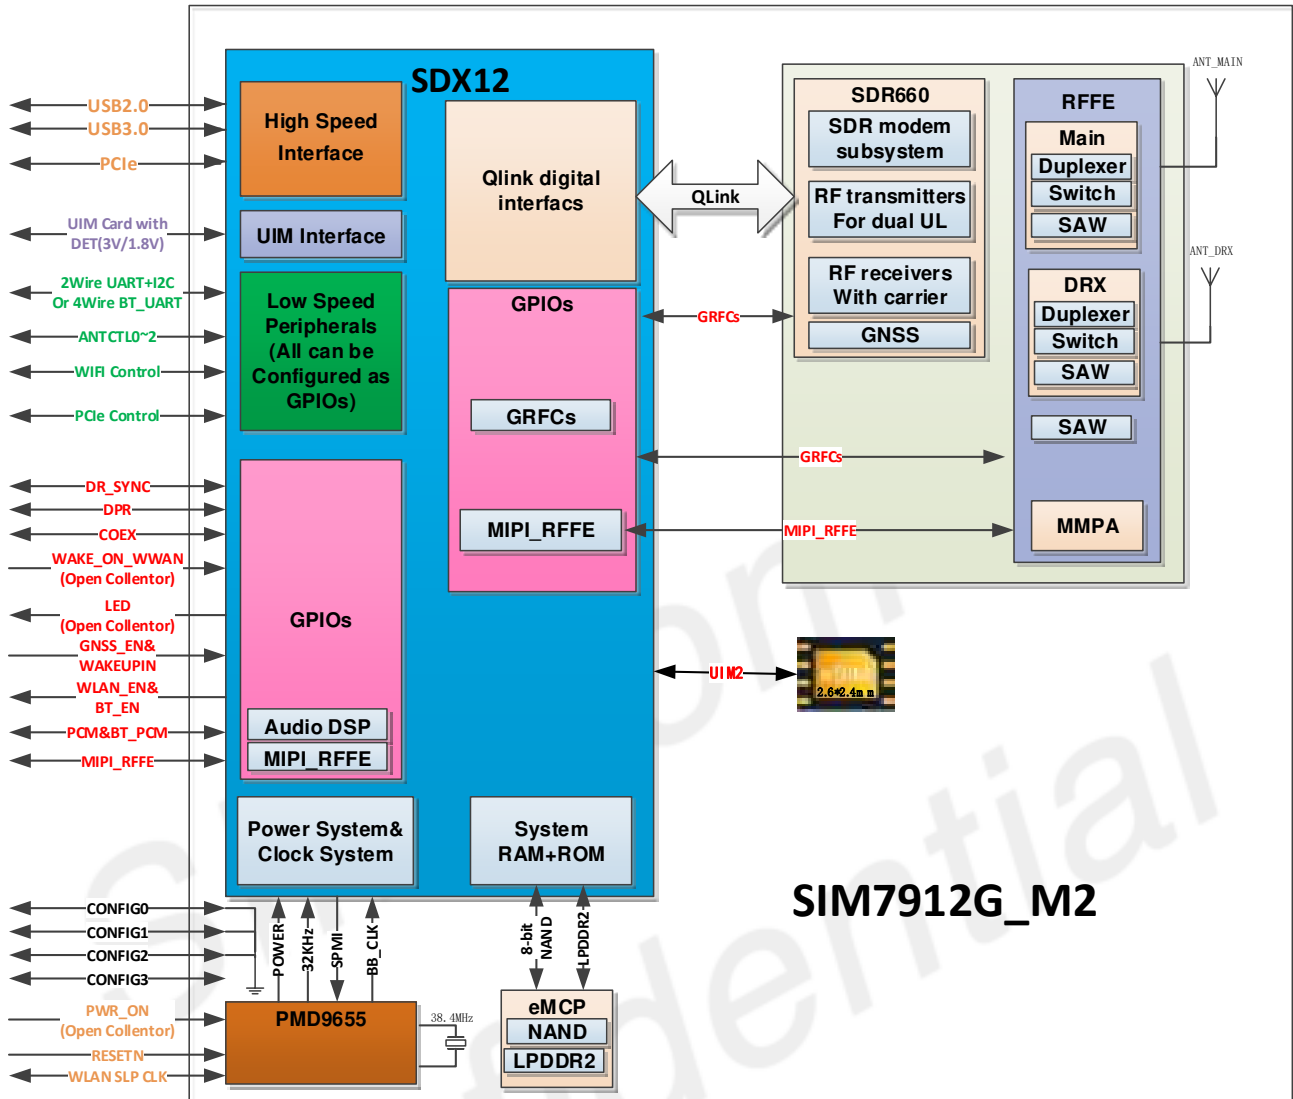 SDX12
USB2.0
USB3.0
PCIe
UIM Card with
DET(3V/1.8V)
2Wire UART+I2C
Or 4Wire BT_UART
ANTCTL0~2
WIFI Control
PCIe Control
DR_SYNC
DPR
COEX
WAKE_ON_WWAN
(Open Collentor)
LED
(Open Collentor)
GNSS_EN&
WAKEUPIN
WLAN_EN&
BT_EN
PCM&BT_PCM
MIPI_RFFE
CONFIG0
CONFIG1
CONFIG2
CONFIG3
PWR_ON
(Open Collentor)
RESETN
WLAN SLP CLK
High Speed
Interface
UIM Interface
Low Speed
Peripherals
(All can be
Configured as
GPIOs)
GPIOs
Audio DSP
MIPI_RFFE
Power System&
Clock System
Qlink digital
interfacs
GPIOs
GRFCs
MIPI_RFFE
System
RAM+ROM
POWER
32KHz
SPMI
BB_CLK
8-bit
NAND
LPDDR2
PMD9655
38.4MHz
eMCP
NAND
LPDDR2
QLink
GRFCs
GRFCs
MIPI_RFFE
UIM2
2.6*2.4mm
SDR660
SDR modem
subsystem
RF transmitters
For dual UL
RF receivers
With carrier
GNSS
RFFE
Main
Duplexer
Switch
SAW
DRX
Duplexer
Switch
SAW
SAW
MMPA
ANT_MAIN
ANT_DRX
SIM7912G_M2